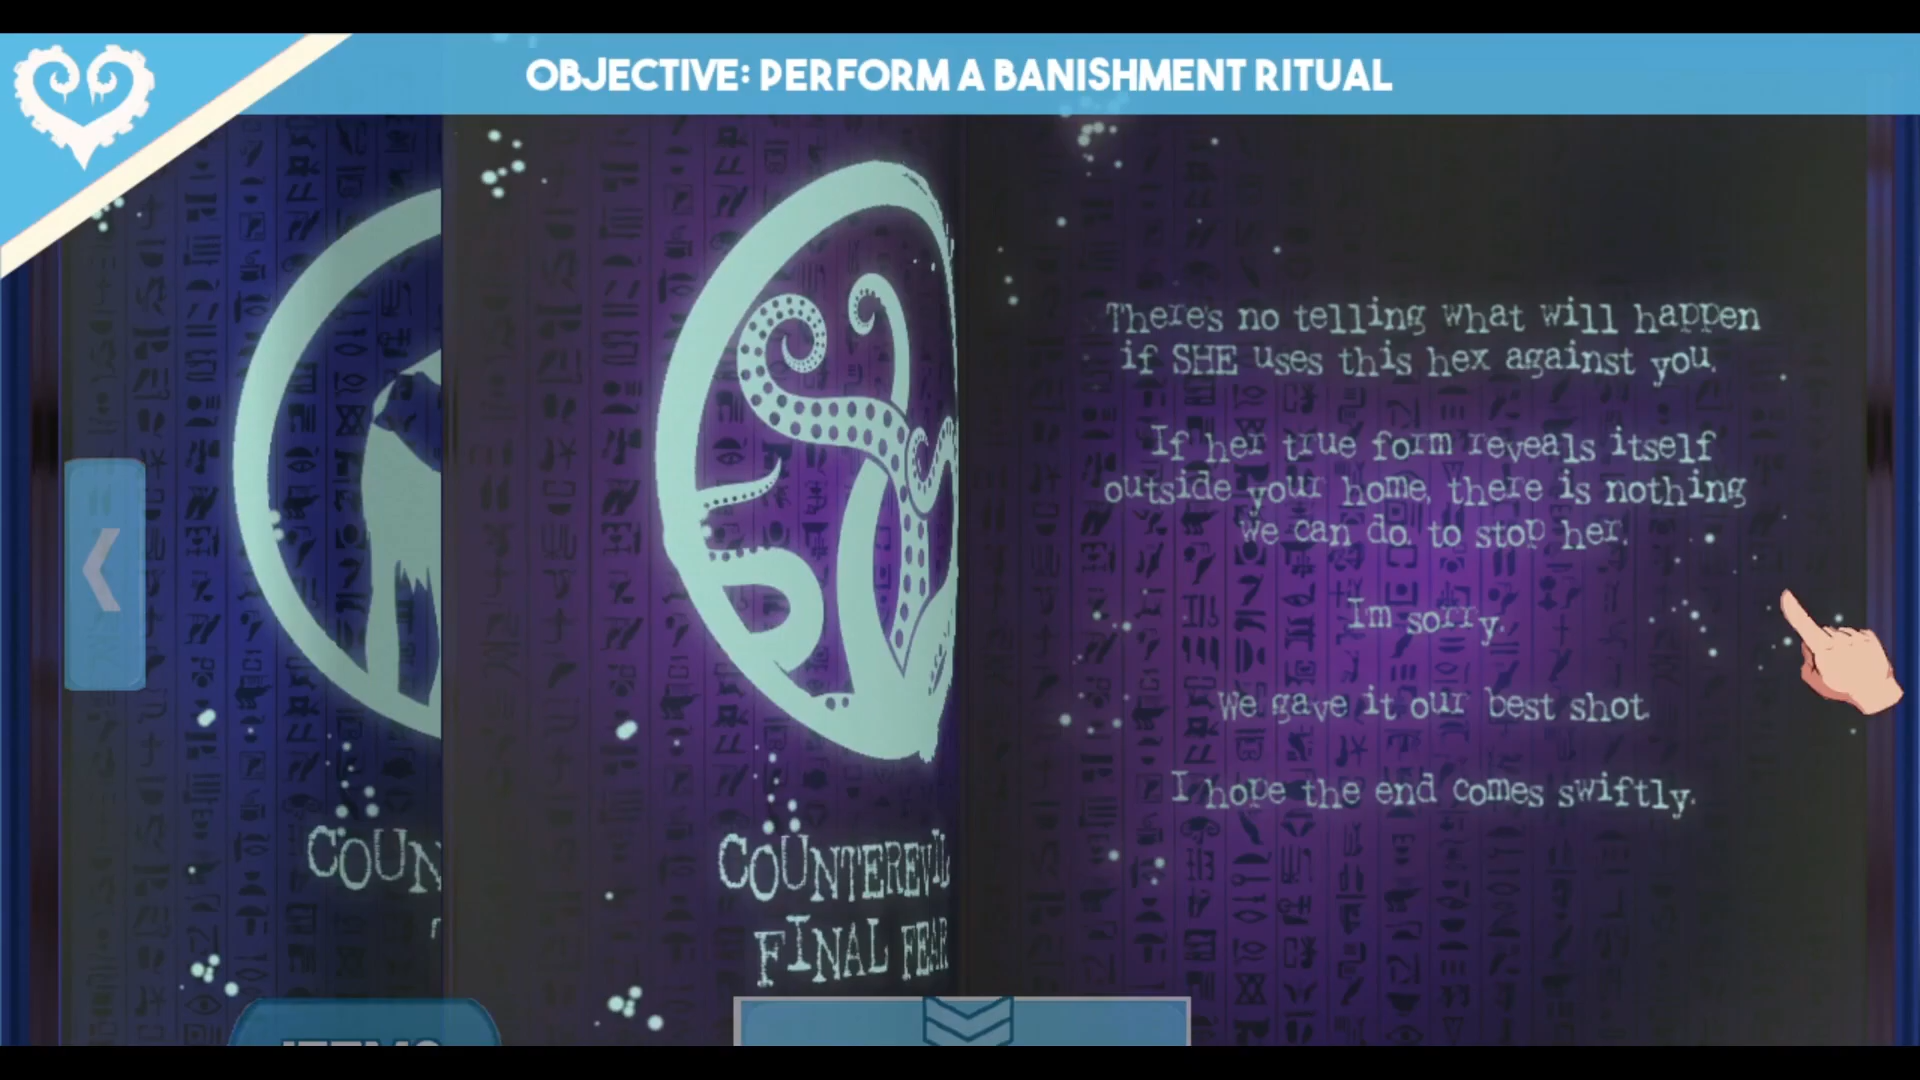 OBJECTIVE: PERFORM A BANISHMENT RITUAL
There's no telling what will happen
if SHE uses this hex against you.
If her true form reveals itself
outside your home, there is nothing
we can do to stop her.
I'm sorry.
We gave it our best shot.
I hope the end comes swiftly.
COUN
COUNTEREVIL
FINAL FEAR